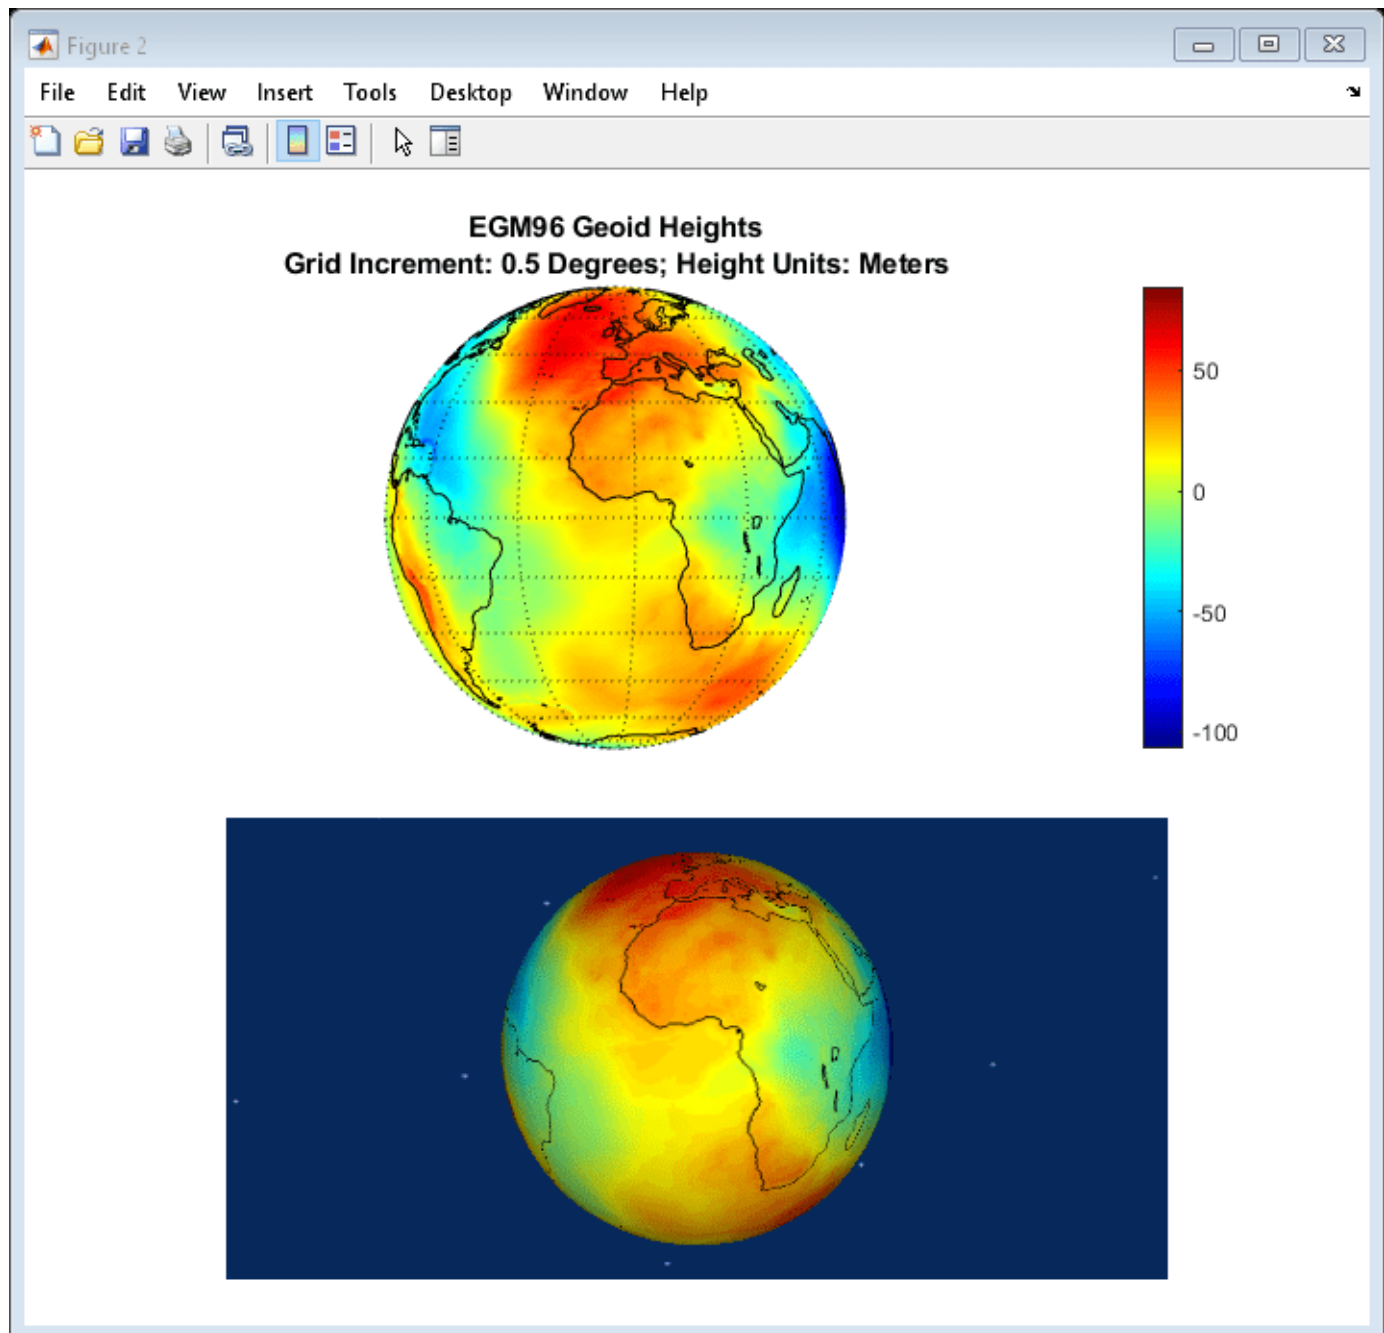 Figure 2
File Edit View Insert Tools Desktop Window Help
EGM96 Geoid Heights
Grid Increment: 0.5 Degrees; Height Units: Meters
50
0
-50
-100